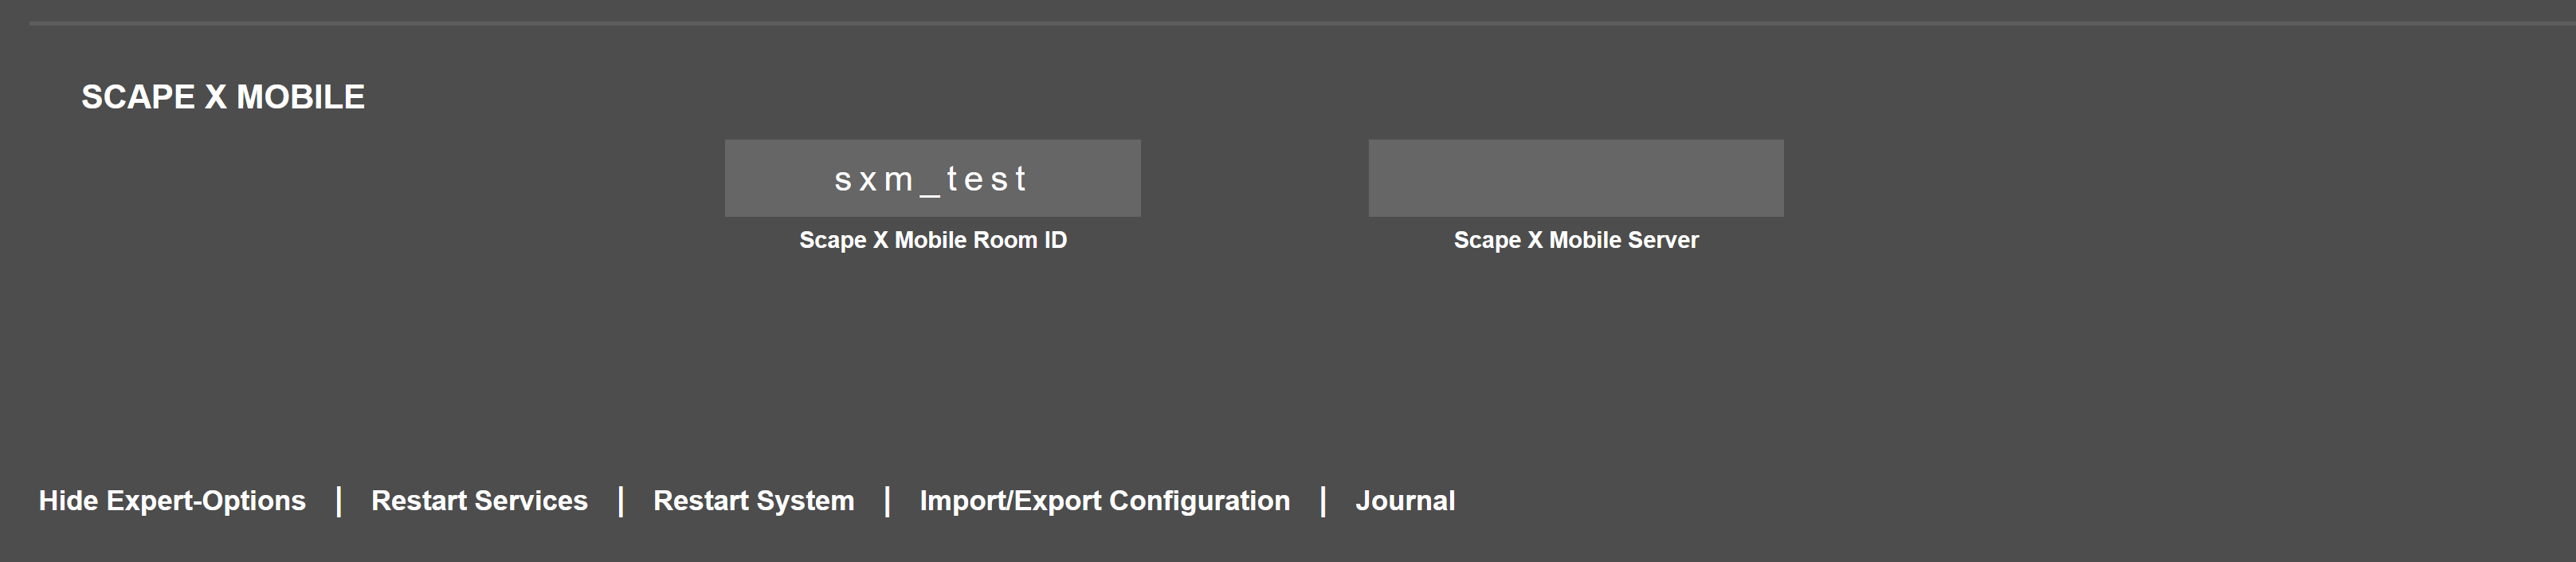 SCAPE X MOBILE
sxm_test
Scape X Mobile Room ID
Scape X Mobile Server
Hide Expert-Options | Restart Services | Restart System | Import/Export Configuration | Journal